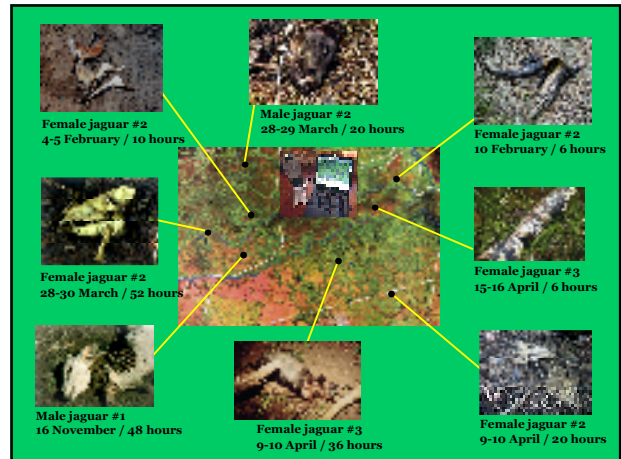 Female jaguar #2
4-5 February / 10 hours
Male jaguar #2
28-29 March / 20 hours
Female jaguar #2
10 February / 6 hours
Female jaguar #2
28-30 March / 52 hours
Female jaguar #3
15-16 April / 6 hours
Male jaguar #1
16 November / 48 hours
Female jaguar #3
9-10 April / 36 hours
Female jaguar #2
9-10 April / 20 hours